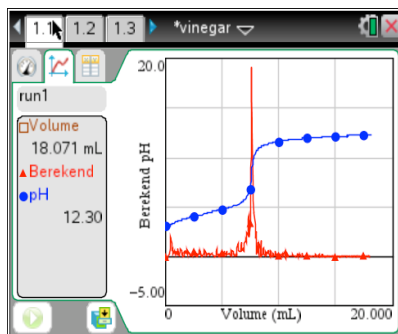 1.1 1.2 1.3 *vinegar
run1
Volume
18.071 mL
Berekend
pH
12.30
20.0
Berekend pH
-5.00
0 Volume (mL) 20.000